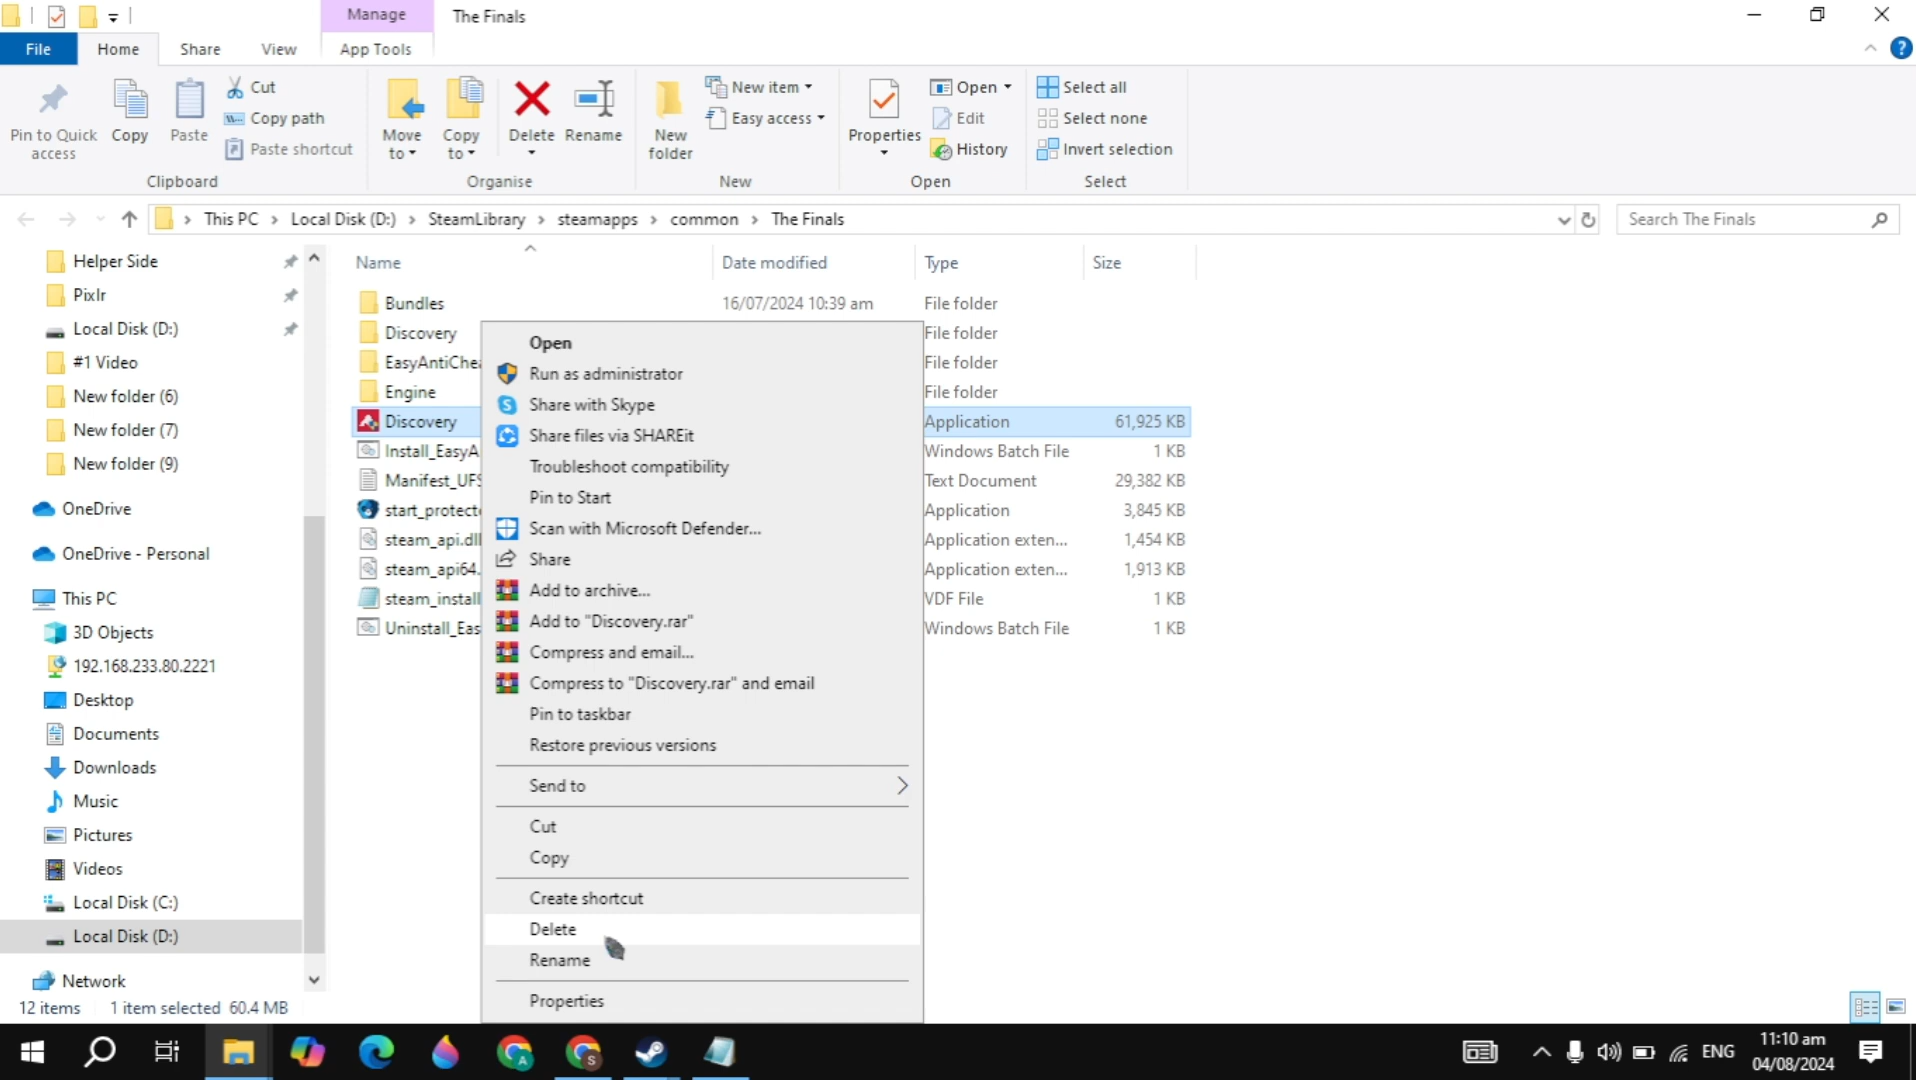 Manage
The Finals
File
Home
Share
View
App Tools
Pin to Quick access
Copy
Paste
Cut
Copy path
Paste shortcut
Clipboard
Move to
Copy to
Delete
Rename
Organise
New folder
New item
Easy access
New
Properties
Open
Edit
History
Open
Select all
Select none
Invert selection
Select
This PC > Local Disk (D:) > SteamLibrary > steamapps > common > The Finals
Search The Finals
Helper Side
Pixlr
Local Disk (D:)
#1 Video
New folder (6)
New folder (7)
New folder (9)
OneDrive
OneDrive - Personal
This PC
3D Objects
192.168.233.80.2221
Desktop
Documents
Downloads
Music
Pictures
Videos
Local Disk (C:)
Local Disk (D:)
Network
Name
Date modified
Type
Size
Bundles 16/07/2024 10:39 am File folder
Discovery File folder
EasyAntiChea File folder
Engine File folder
Discovery Application 61,925 KB
Install_EasyA Windows Batch File 1 KB
Manifest_UFS Text Document 29,382 KB
start_protecte Application 3,845 KB
steam_api.dll Application exten... 1,454 KB
steam_api64. Application exten... 1,913 KB
steam_install VDF File 1 KB
Uninstall_Eas Windows Batch File 1 KB
Open
Run as administrator
Share with Skype
Share files via SHAREit
Troubleshoot compatibility
Pin to Start
Scan with Microsoft Defender...
Share
Add to archive...
Add to "Discovery.rar"
Compress and email...
Compress to "Discovery.rar" and email
Pin to taskbar
Restore previous versions
Send to
Cut
Copy
Create shortcut
Delete
Rename
Properties
12 items 1 item selected 60.4 MB
A
S
ENG
11:10 am
04/08/2024